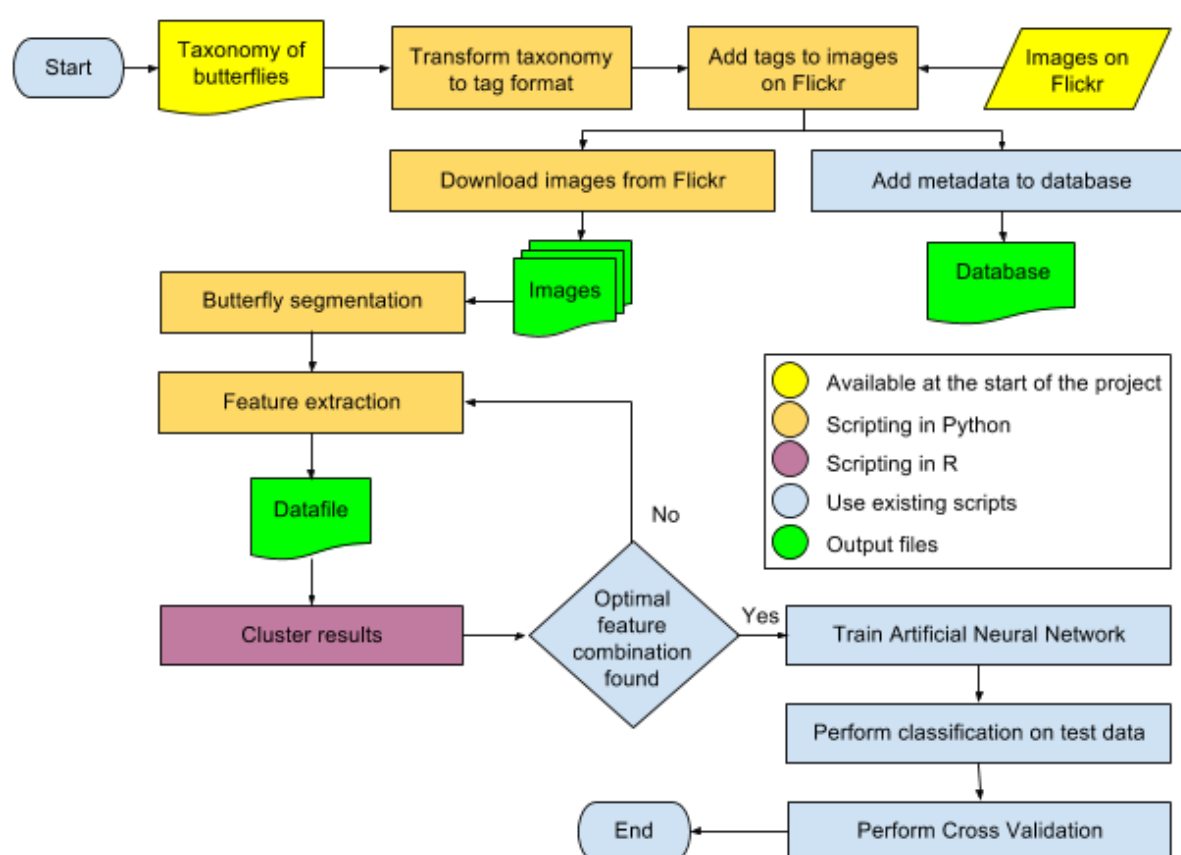 Start
Taxonomy of
butterflies
Transform taxonomy
to tag format
Add tags to images
on Flickr
Images on
Flickr
Download images from Flickr
Add metadata to database
Images
Database
Butterfly segmentation
Feature extraction
Datafile
Cluster results
Available at the start of the project
Scripting in Python
Scripting in R
Use existing scripts
Output files
No
Optimal
feature
combination
found
Yes
Train Artificial Neural Network
Perform classification on test data
Perform Cross Validation
End